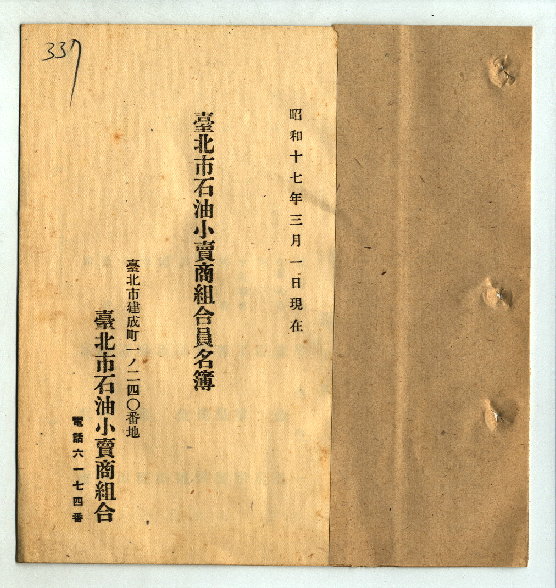 337
昭和十七年三月一日現在
臺北市石油小賣商組合員名簿
臺北市建成町一ノ二四〇番地
臺北市石油小賣商組合
電話六一七四番